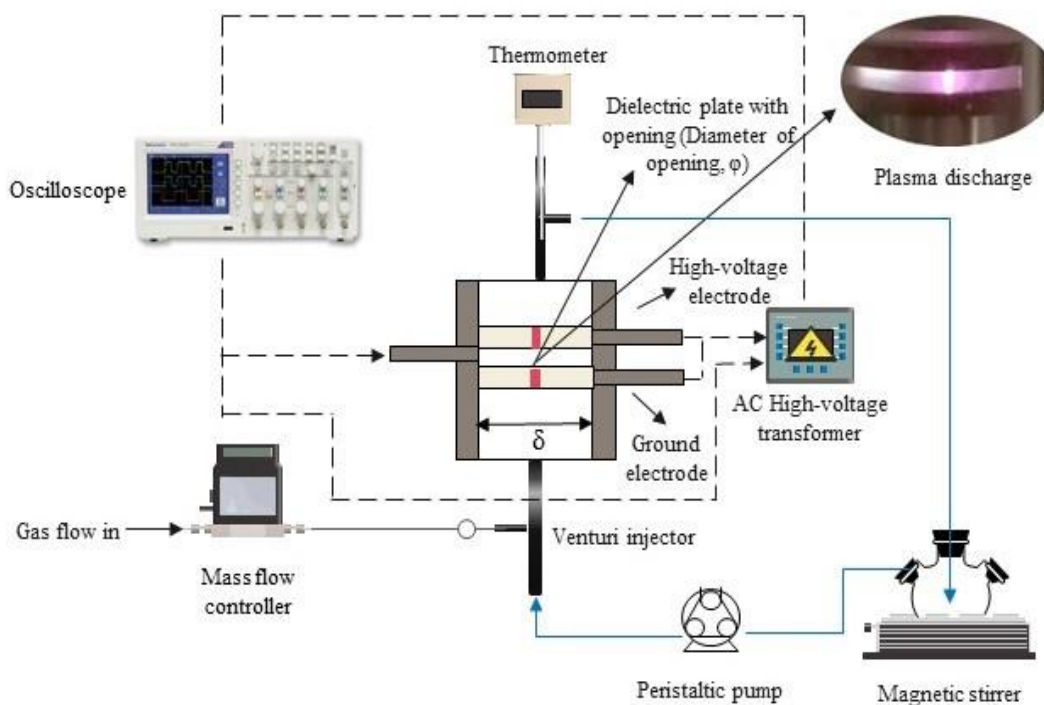 Thermometer
Dielectric plate with
opening (Diameter of
opening, φ)
Plasma discharge
Oscilloscope
High-voltage
electrode
AC High-voltage
transformer
δ
Ground
electrode
Gas flow in
Venturi injector
Mass flow
controller
Peristaltic pump
Magnetic stirrer